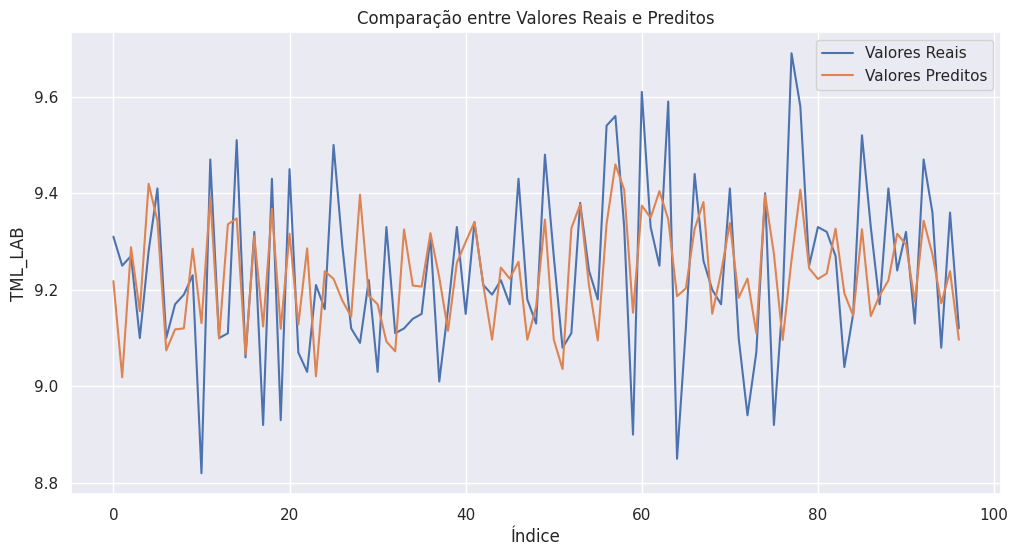 Comparação entre Valores Reais e Preditos
Valores Reais
Valores Preditos
TML_LAB
9.6
9.4
9.2
9.0
8.8
0
20
40
60
80
100
Índice